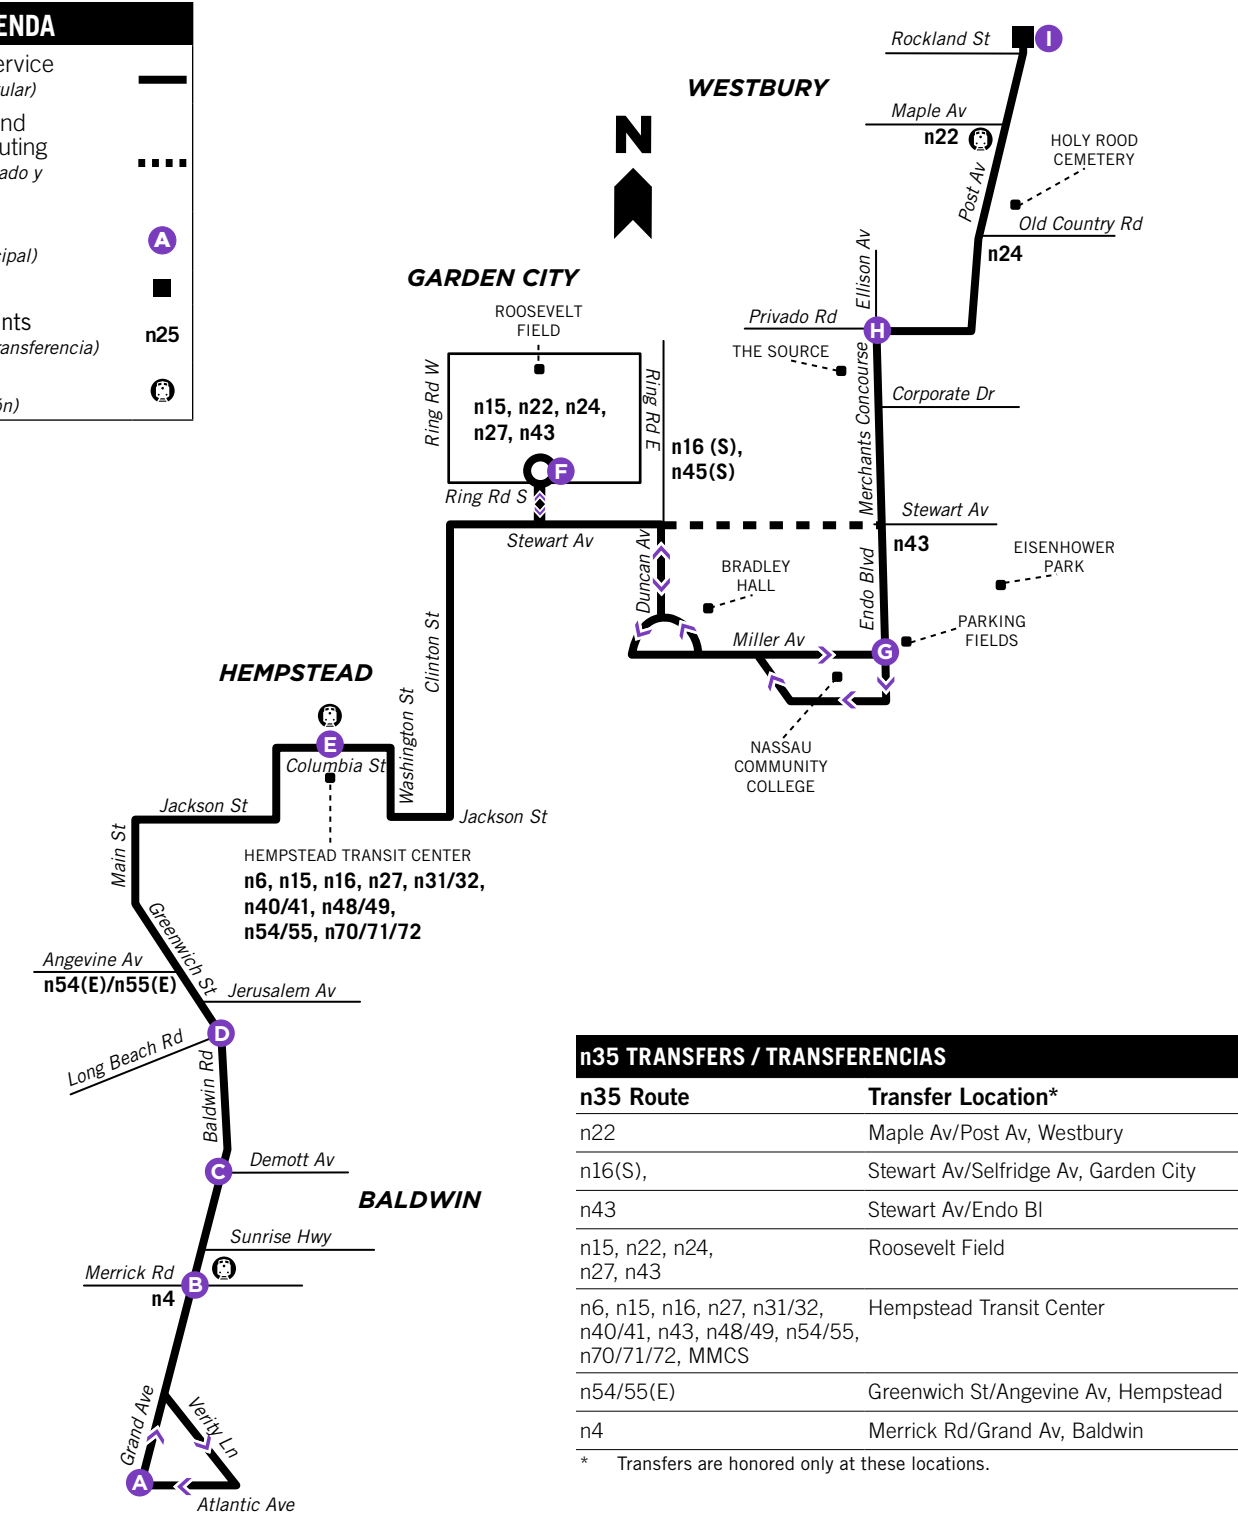 ENDA
ervice
ular)
nd
uting
ado y
A
cipal)
nts
n25
ransferencia)
ón)
Rockland St
I
WESTBURY
Maple Av
n22
HOLY ROOD
CEMETERY
N
Post Av
Old Country Rd
n24
Ellison Av
GARDEN CITY
ROOSEVELT
FIELD
Privado Rd
H
THE SOURCE
Ring Rd W
Ring Rd E
Merchants Concourse
Corporate Dr
n15, n22, n24,
n27, n43
n16 (S),
n45(S)
F
Ring Rd S
Stewart Av
Stewart Av
n43
Duncan Av
Endo Blvd
BRADLEY
HALL
EISENHOWER
PARK
PARKING
FIELDS
Miller Av
G
Clinton St
HEMPSTEAD
Washington St
E
Columbia St
NASSAU
COMMUNITY
COLLEGE
Jackson St
Jackson St
Main St
HEMPSTEAD TRANSIT CENTER
n6, n15, n16, n27, n31/32,
n40/41, n48/49,
n54/55, n70/71/72
Greenwich St
Angevine Av
n54(E)/n55(E)
Jerusalem Av
D
Long Beach Rd
Baldwin Rd
C
Demott Av
BALDWIN
Sunrise Hwy
Merrick Rd
B
n4
Grand Ave
Verity Ln
A
Atlantic Ave
n35 TRANSFERS / TRANSFERENCIAS
n35 Route Transfer Location*
n22 Maple Av/Post Av, Westbury
n16(S), Stewart Av/Selfridge Av, Garden City
n43 Stewart Av/Endo Bl
n15, n22, n24, Roosevelt Field
n27, n43
n6, n15, n16, n27, n31/32, Hempstead Transit Center
n40/41, n43, n48/49, n54/55,
n70/71/72, MMCS
n54/55(E) Greenwich St/Angevine Av, Hempstead
n4 Merrick Rd/Grand Av, Baldwin
* Transfers are honored only at these locations.